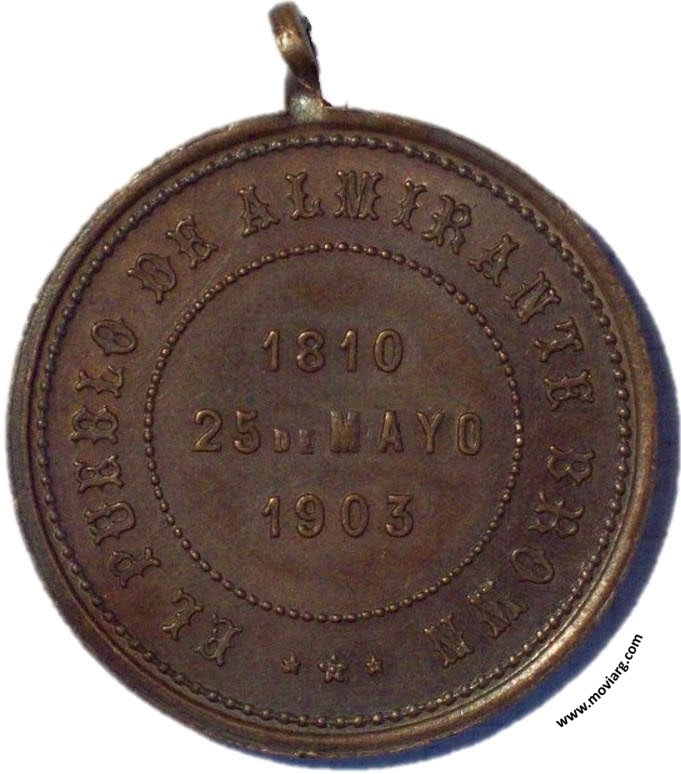 EL PUEBLO DE ALMIRANTE BROWN
1810
25 DE MAYO
1903
www.moviarg.com